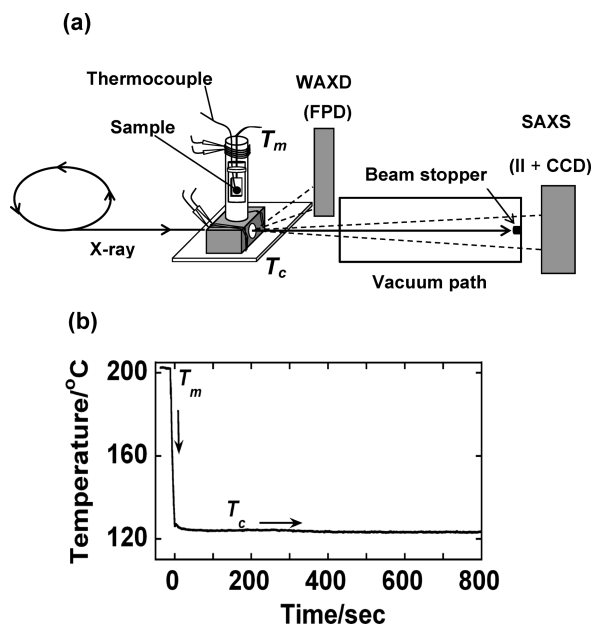 (a)
Thermocouple
WAXD
(FPD)
Sample
Tm
SAXS
(II + CCD)
Beam stopper
X-ray
Tc
Vacuum path
(b)
Temperature/°C
200
160
120
Tm
Tc
0 200 400 600 800
Time/sec